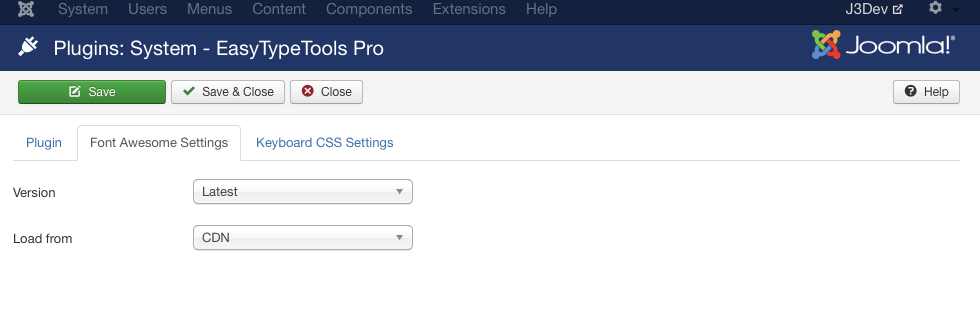 System Users Menus Content Components Extensions Help J3Dev
Plugins: System - EasyTypeTools Pro Joomla!®
Save Save & Close Close Help
Plugin Font Awesome Settings Keyboard CSS Settings
Version Latest
Load from CDN